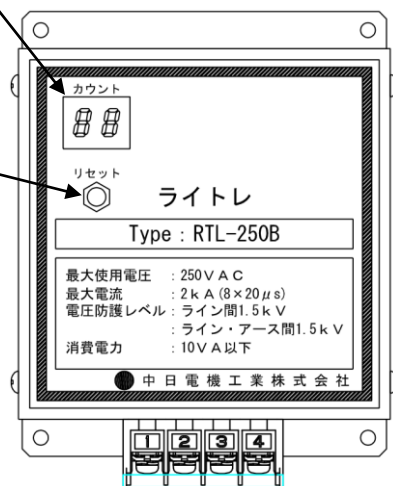 カウント
88
リセット
ライトレ
Type : RTL-250B
最大使用電圧 : 250VAC
最大電流 : 2kA(8×20μs)
電圧防護レベル : ライン間1.5kV
: ライン・アース間1.5kV
消費電力 : 10VA以下
中日電機工業株式会社
1 2 3 4